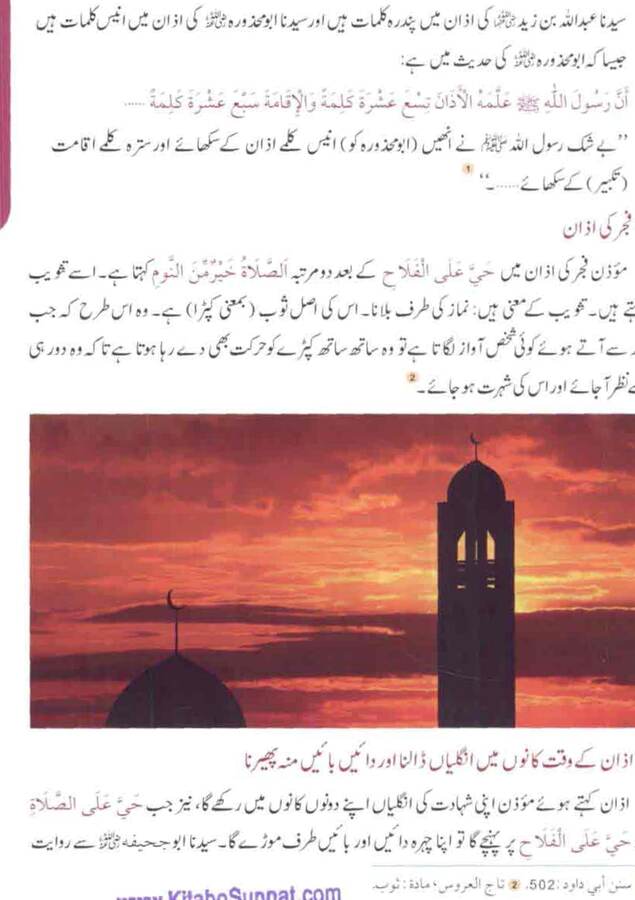 سیدنا عبداللہ بن زید رضی اللہ عنہ کی اذان میں پندرہ کلمات ہیں اور سیدنا ابومحذورہ رضی اللہ عنہ کی اذان میں انیس کلمات ہیں
جیسا کہ ابومحذورہ رضی اللہ عنہ کی حدیث میں ہے:
أَنَّ رَسُولَ اللّٰهِ ﷺ عَلَّمَهُ الْأَذَانَ تِسْعَ عَشْرَةَ كَلِمَةً وَالْإِقَامَةَ سَبْعَ عَشْرَةَ كَلِمَةً ......
’’بے شک رسول اللہ ﷺ نے انھیں (ابومحذورہ کو) انیس کلمے اذان کے سکھائے اور سترہ کلمے اقامت
(تکبیر) کے سکھائے......۔‘‘ 1
فجر کی اذان
مؤذن فجر کی اذان میں حَيَّ عَلَى الْفَلَاحِ کے بعد دو مرتبہ اَلصَّلَاةُ خَيْرٌ مِّنَ النَّوْمِ کہتا ہے۔ اسے تثویب
ہیں۔ تثویب کے معنی ہیں: نماز کی طرف بلانا۔ اس کی اصل ثوب (بمعنی کپڑا) ہے۔ وہ اس طرح کہ جب
سے آتے ہوئے کوئی شخص آواز لگاتا ہے تو وہ ساتھ ساتھ کپڑے کو حرکت بھی دے رہا ہوتا ہے تاکہ وہ دور ہی
نظر آجائے اور اس کی شہرت ہو جائے۔ 2
اذان کے وقت کانوں میں انگلیاں ڈالنا اور دائیں بائیں منہ پھیرنا
اذان کہتے ہوئے مؤذن اپنی شہادت کی انگلیاں اپنے دونوں کانوں میں رکھے گا، نیز جب حَيَّ عَلَى الصَّلَاةِ
حَيَّ عَلَى الْفَلَاحِ پر پہنچے گا تو اپنا چہرہ دائیں اور بائیں طرف موڑے گا۔ سیدنا ابوجحیفہ رضی اللہ عنہ سے روایت
سنن أبي داود: 502. 2 تاج العروس، مادة: ثوب.
www.KitaboSunnat.com